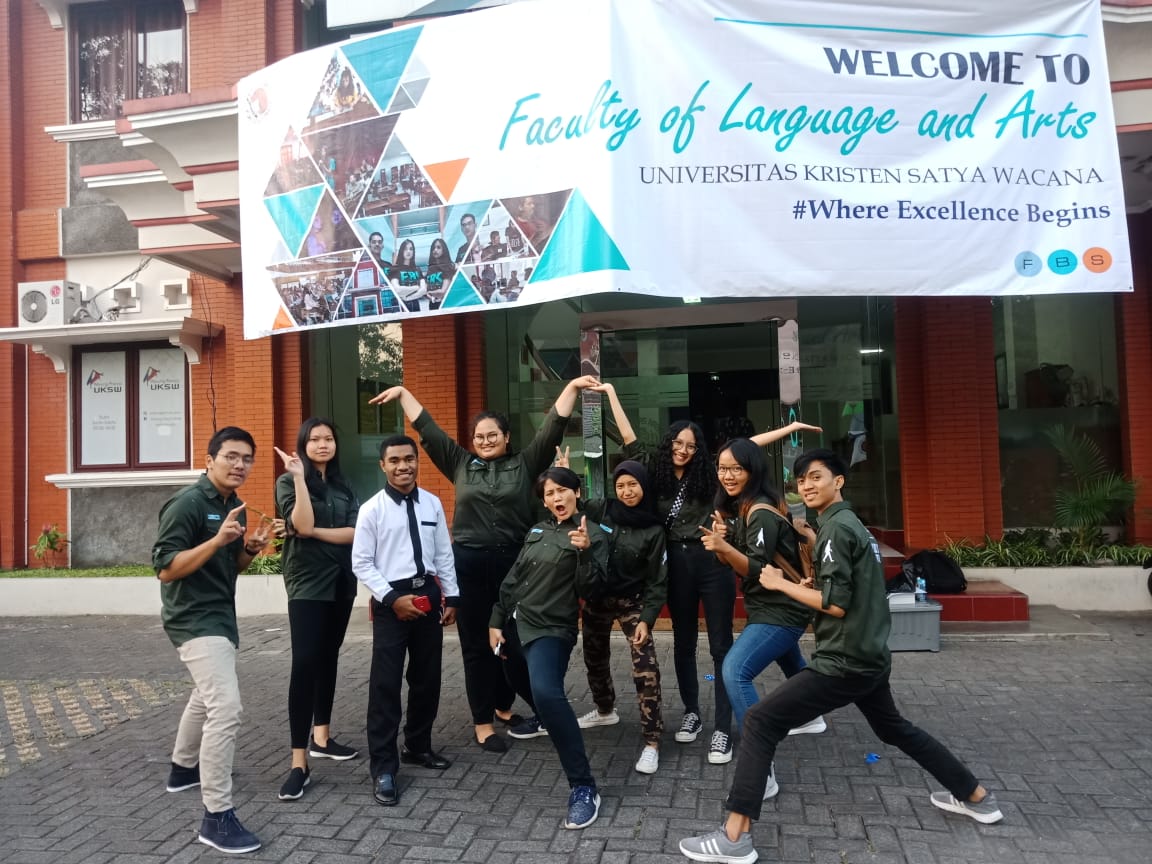 WELCOME TO
Faculty of Language and Arts
UNIVERSITAS KRISTEN SATYA WACANA
#Where Excellence Begins
F B S
LG
UKSW
UKSW